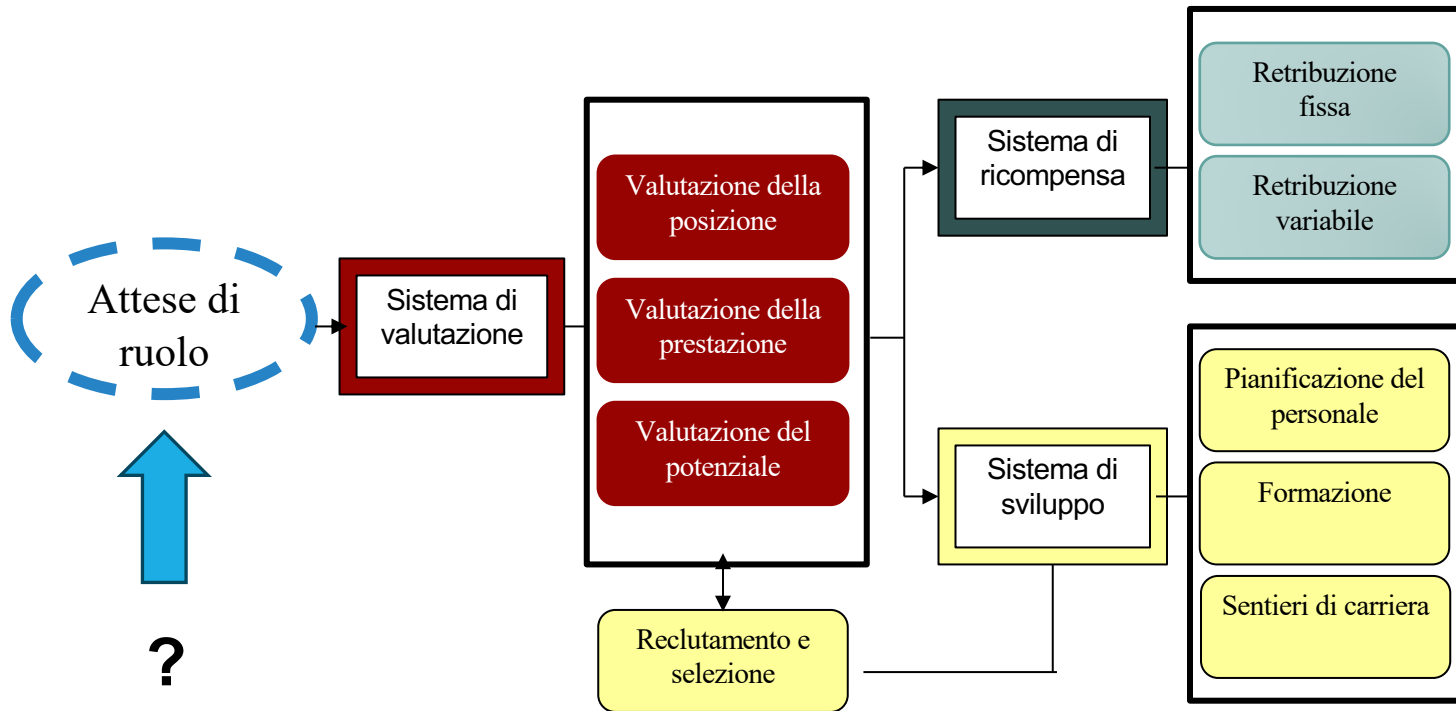 Attese di
ruolo
?
Sistema di
valutazione
Valutazione della
posizione
Valutazione della
prestazione
Valutazione del
potenziale
Reclutamento e
selezione
Sistema di
ricompensa
Retribuzione
fissa
Retribuzione
variabile
Sistema di
sviluppo
Pianificazione del
personale
Formazione
Sentieri di carriera